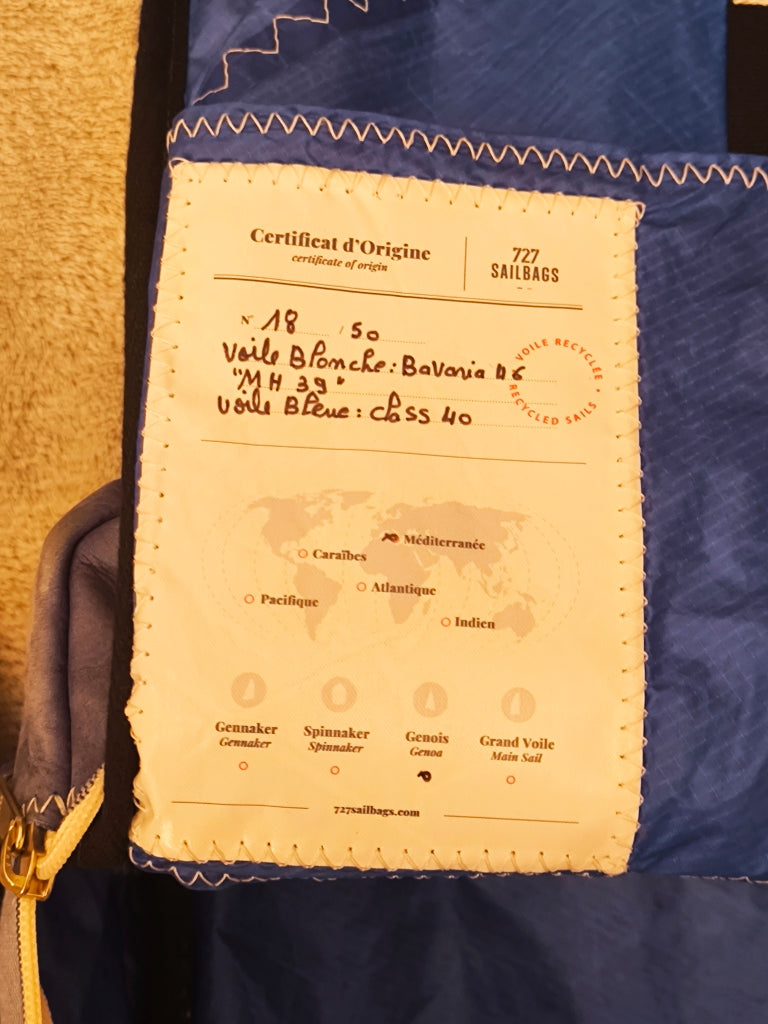 Certificat d'Origine
certificate of origin
727
SAILBAGS
N° 18 / 50
Voile Blanche : Bavaria 46
"MH 39"
Voile Bleue : class 40
VOILE RECYCLÉE
RECYCLED SAILS
Méditerranée
Caraïbes
Atlantique
Pacifique
Indien
Gennaker
Gennaker
Spinnaker
Spinnaker
Genois
Genoa
Grand Voile
Main Sail
727sailbags.com